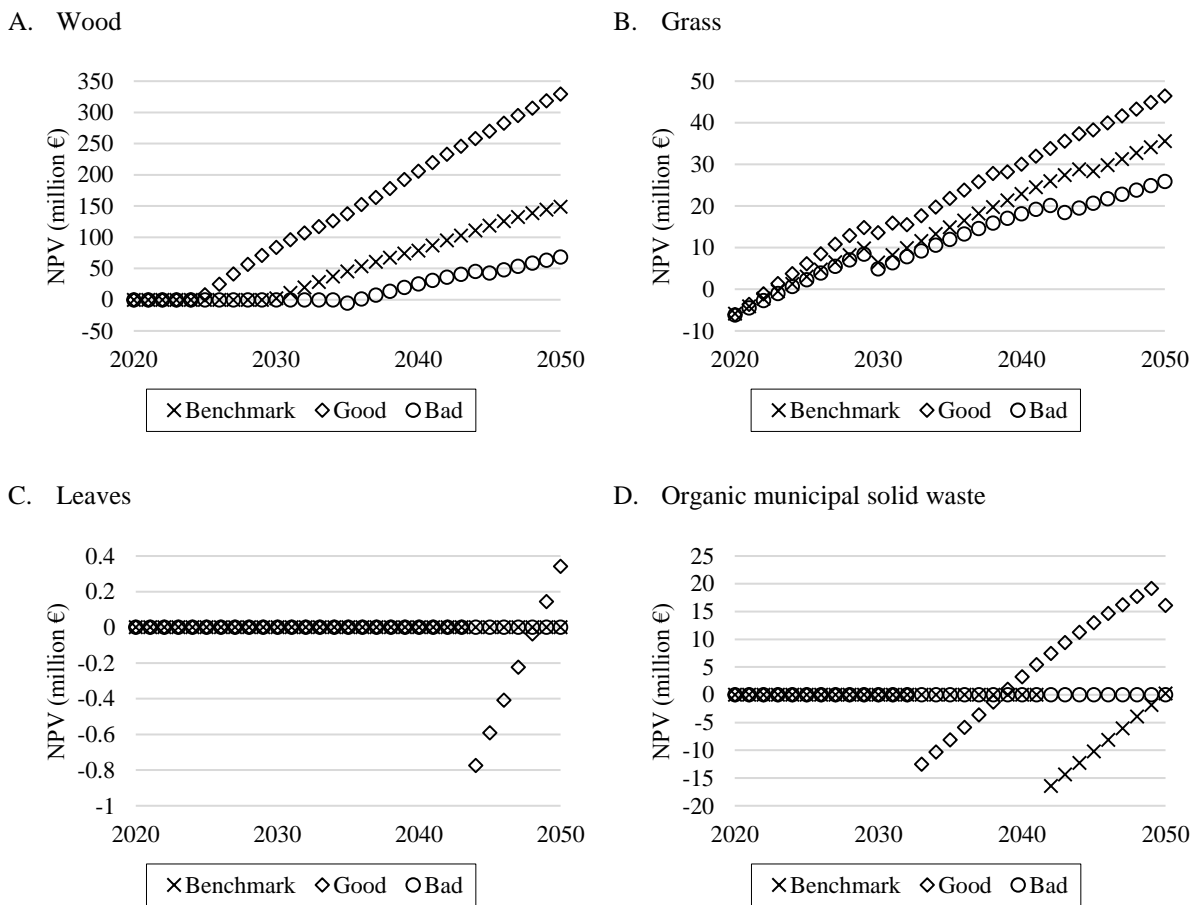 A. Wood
NPV (million €)
350
300
250
200
150
100
50
0
-50
2020 2030 2040 2050
Benchmark Good Bad
B. Grass
NPV (million €)
50
40
30
20
10
0
-10
2020 2030 2040 2050
Benchmark Good Bad
C. Leaves
NPV (million €)
0.4
0.2
0
-0.2
-0.4
-0.6
-0.8
-1
2020 2030 2040 2050
Benchmark Good Bad
D. Organic municipal solid waste
NPV (million €)
25
20
15
10
5
0
-5
-10
-15
-20
2020 2030 2040 2050
Benchmark Good Bad